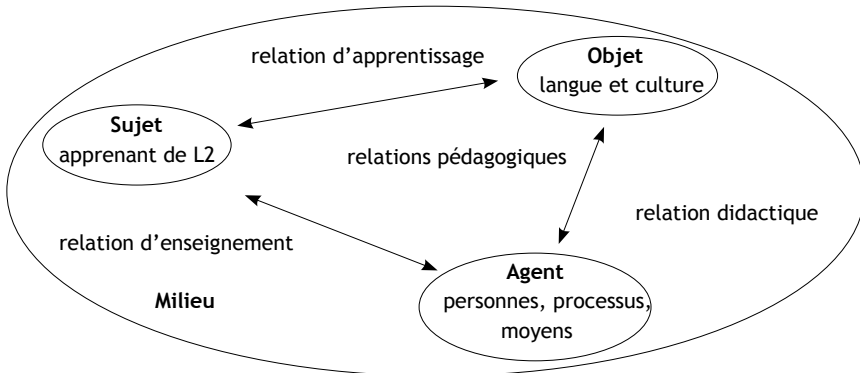 relation d’apprentissage
Objet
langue et culture
Sujet
apprenant de L2
relations pédagogiques
relation didactique
relation d’enseignement
Agent
personnes, processus,
moyens
Milieu